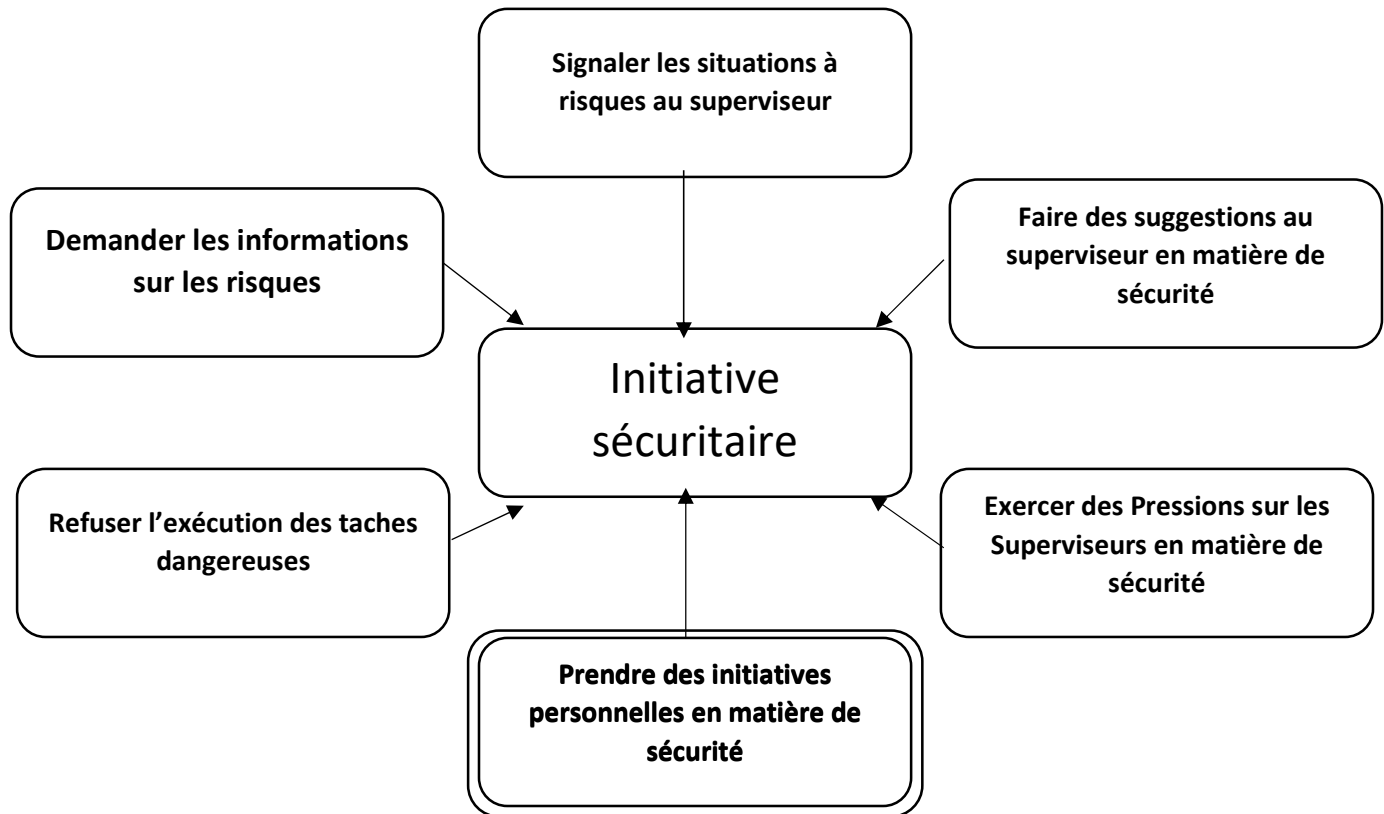 Signaler les situations à
risques au superviseur
Demander les informations
sur les risques
Faire des suggestions au
superviseur en matière de
sécurité
Initiative
sécuritaire
Refuser l’exécution des taches
dangereuses
Exercer des Pressions sur les
Superviseurs en matière de
sécurité
Prendre des initiatives
personnelles en matière de
sécurité